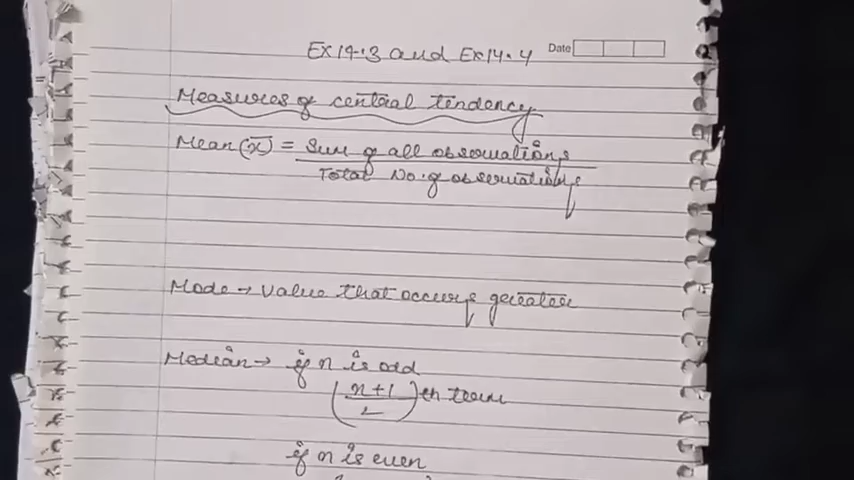 Ex 14.3 and Ex 14.4 Date
Measures of central tendency
Mean (x̄) = Sum of all observations
Total No. of observations
Mode → value that occurs greater
Median → if n is odd
(n+1/2)th term
if n is even